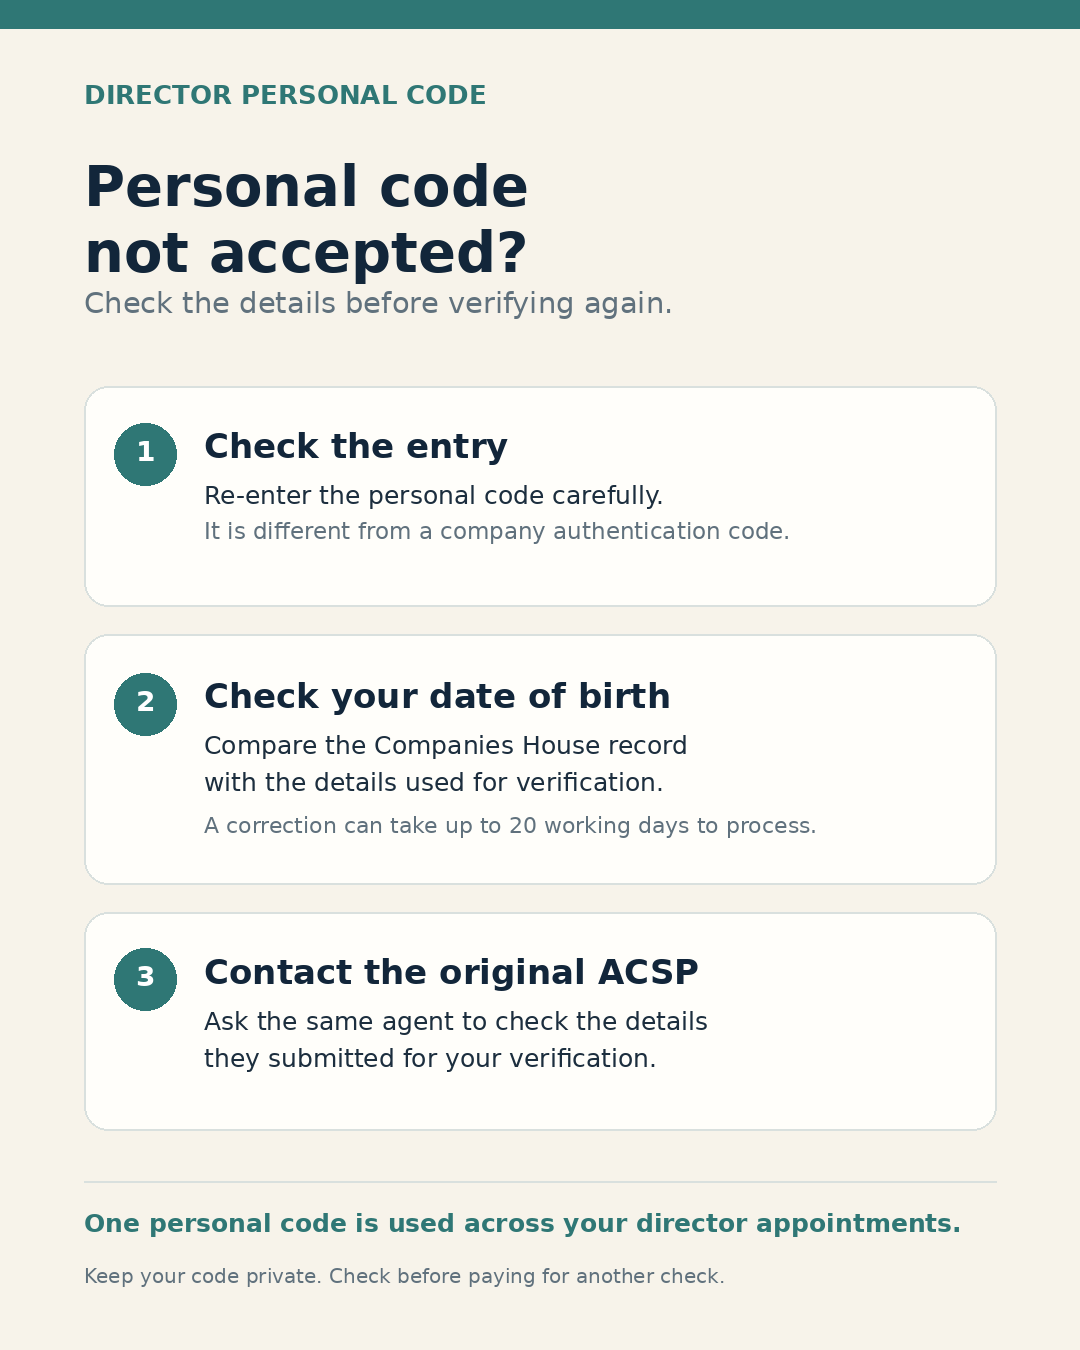 DIRECTOR PERSONAL CODE
Personal code
not accepted?
Check the details before verifying again.
1
Check the entry
Re-enter the personal code carefully.
It is different from a company authentication code.
2
Check your date of birth
Compare the Companies House record
with the details used for verification.
A correction can take up to 20 working days to process.
3
Contact the original ACSP
Ask the same agent to check the details
they submitted for your verification.
One personal code is used across your director appointments.
Keep your code private. Check before paying for another check.